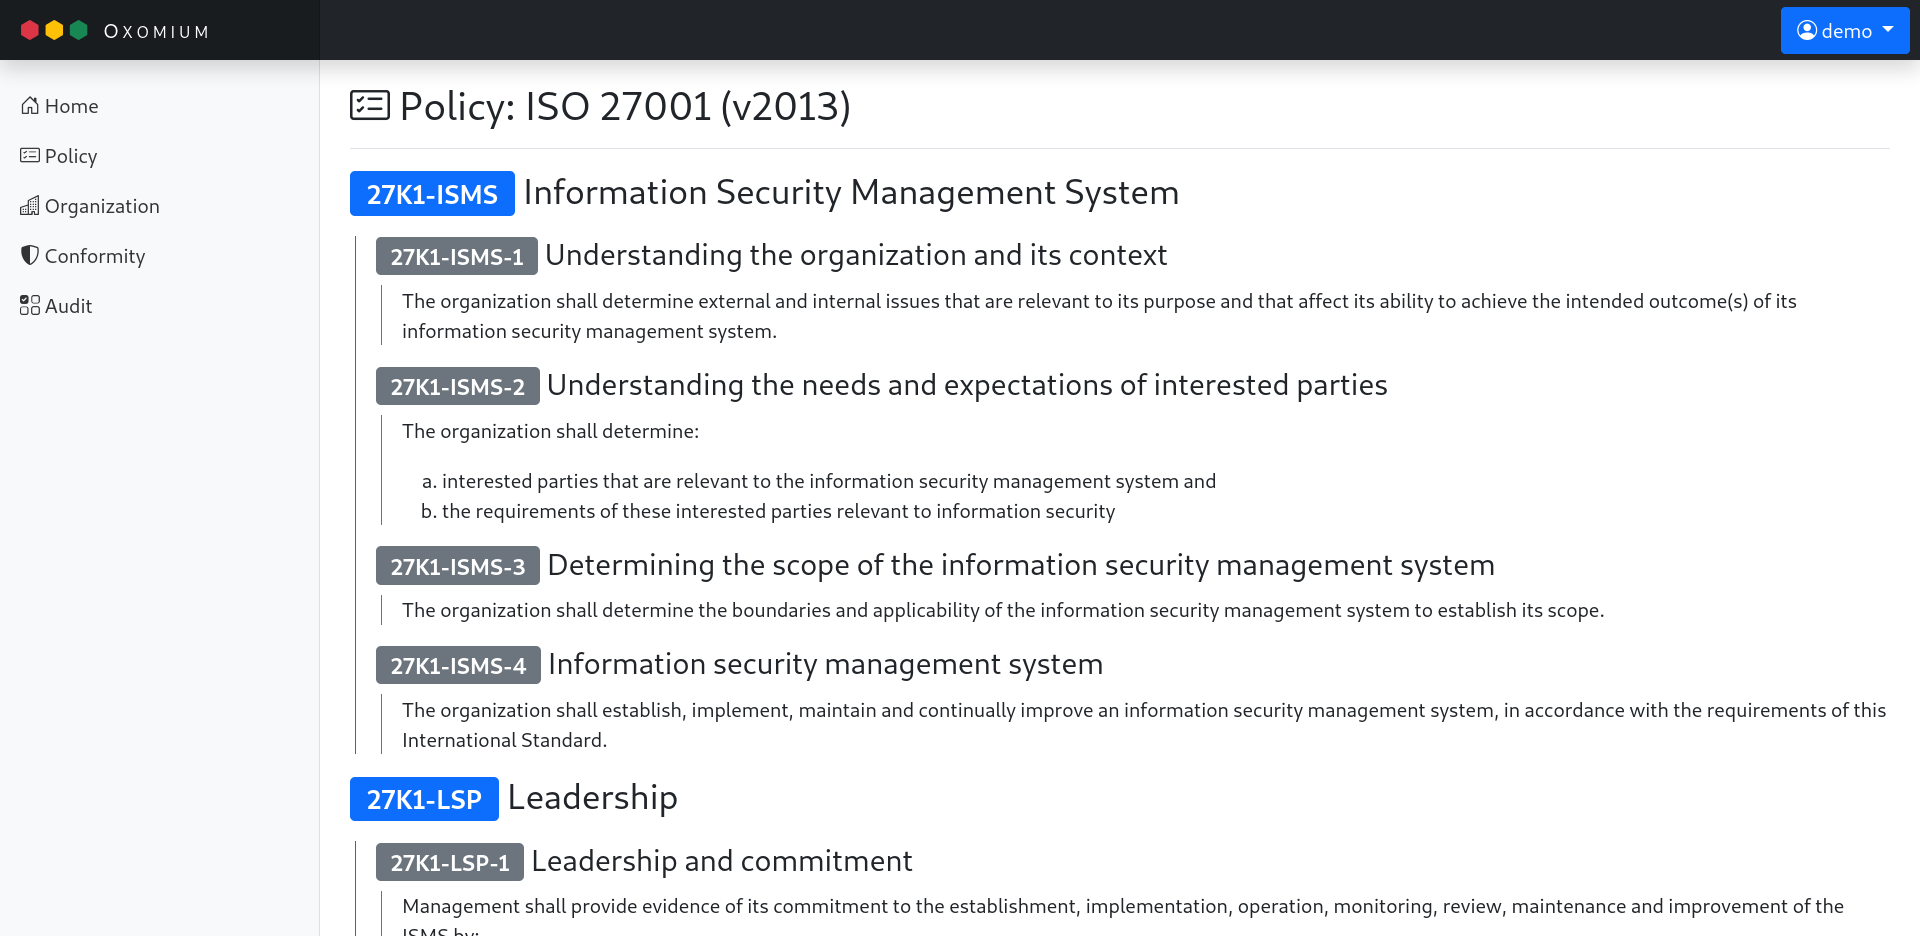 Oxomium
demo
Home
Policy
Organization
Conformity
Audit
Policy: ISO 27001 (v2013)
27K1-ISMS Information Security Management System
27K1-ISMS-1 Understanding the organization and its context
The organization shall determine external and internal issues that are relevant to its purpose and that affect its ability to achieve the intended outcome(s) of its
information security management system.
27K1-ISMS-2 Understanding the needs and expectations of interested parties
The organization shall determine:
a. interested parties that are relevant to the information security management system and
b. the requirements of these interested parties relevant to information security
27K1-ISMS-3 Determining the scope of the information security management system
The organization shall determine the boundaries and applicability of the information security management system to establish its scope.
27K1-ISMS-4 Information security management system
The organization shall establish, implement, maintain and continually improve an information security management system, in accordance with the requirements of this
International Standard.
27K1-LSP Leadership
27K1-LSP-1 Leadership and commitment
Management shall provide evidence of its commitment to the establishment, implementation, operation, monitoring, review, maintenance and improvement of the
ISMS by: